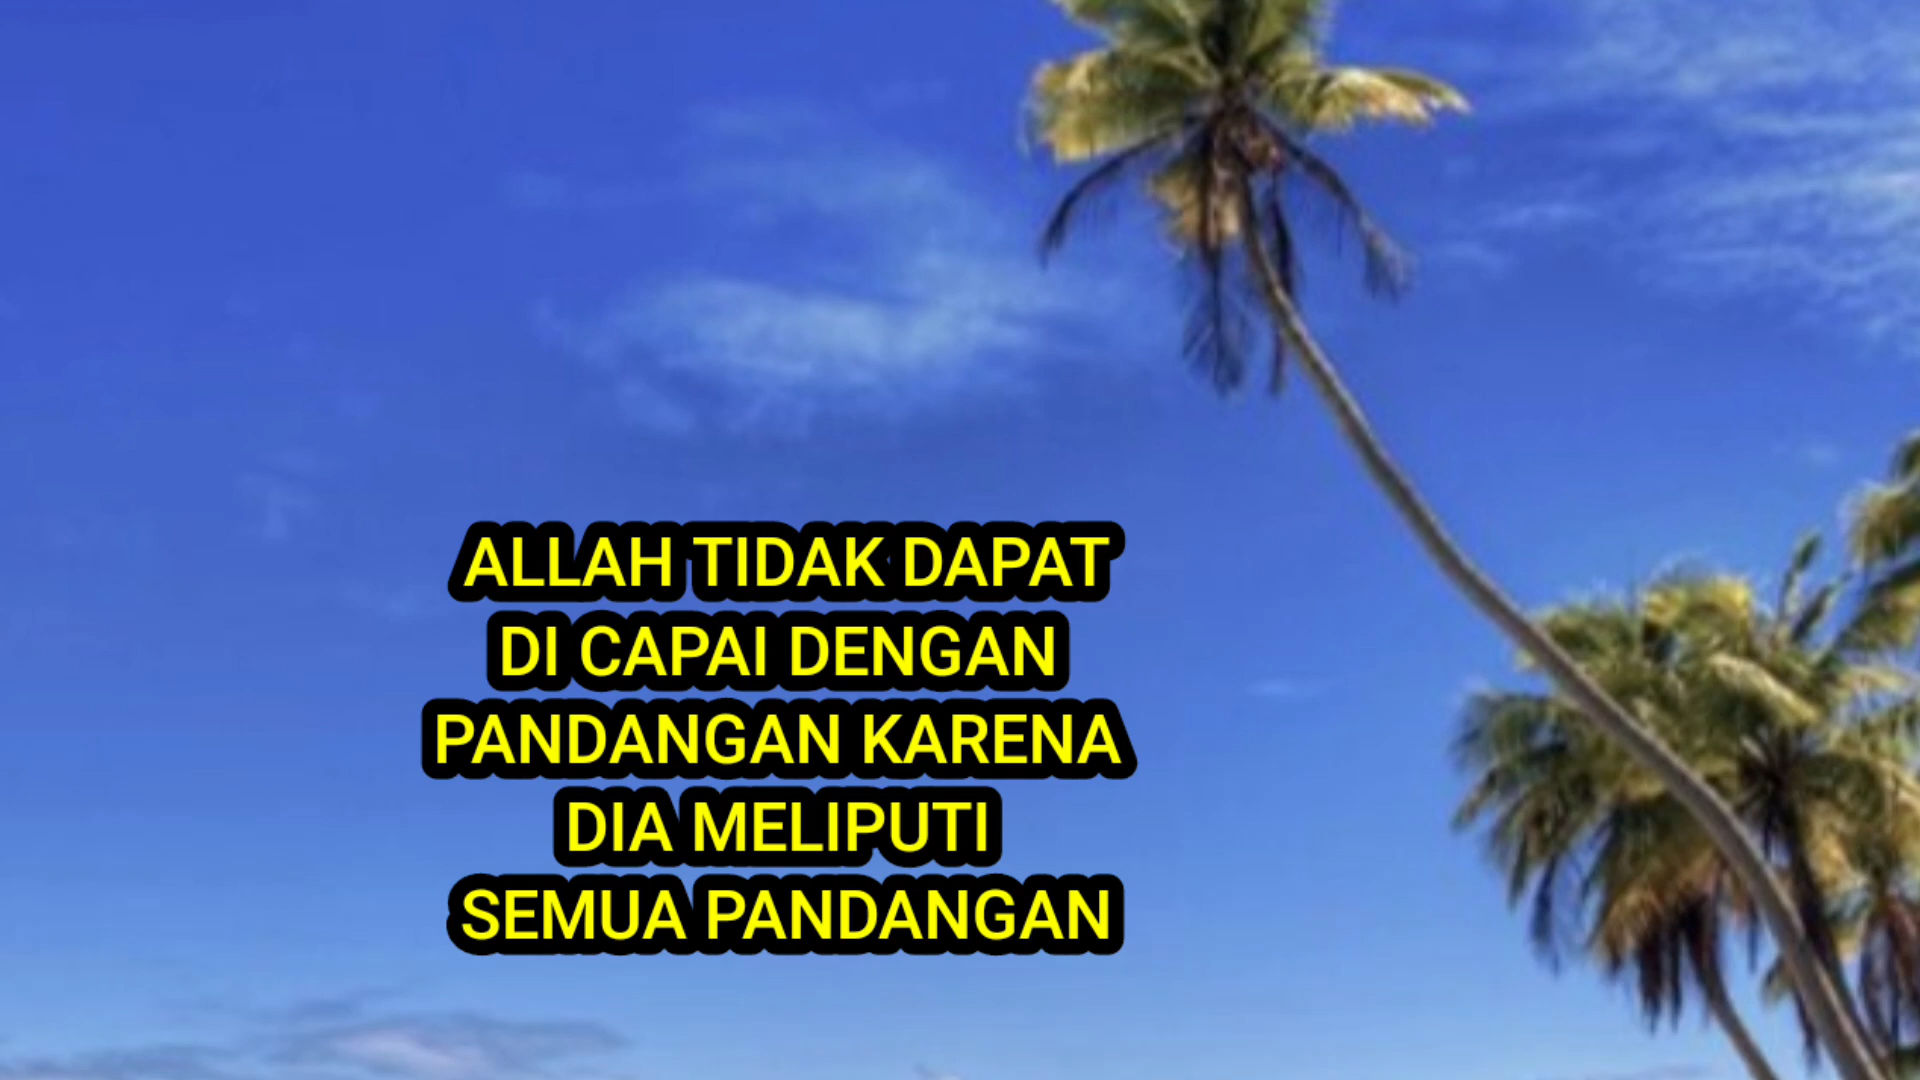 ALLAH TIDAK DAPAT
DI CAPAI DENGAN
PANDANGAN KARENA
DIA MELIPUTI
SEMUA PANDANGAN